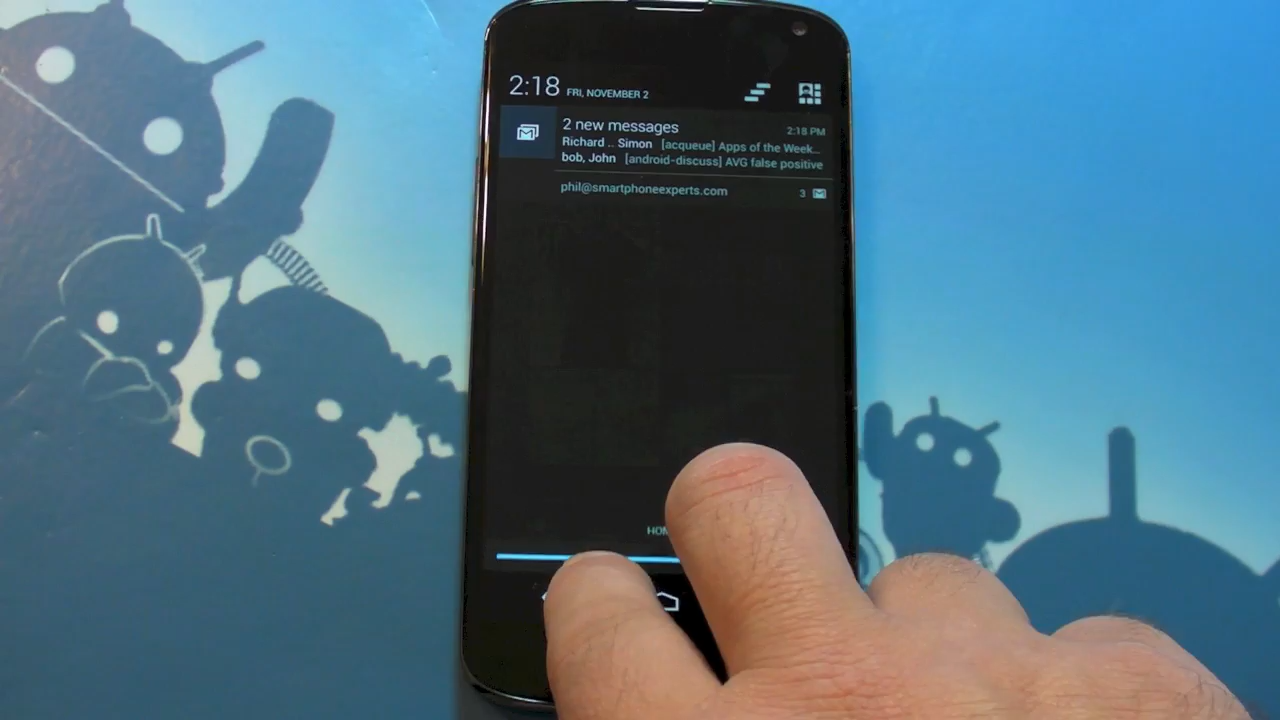 2:18 FRI, NOVEMBER 2
2 new messages 2:18 PM
Richard .. Simon [acqueue] Apps of the Week...
bob, John [android-discuss] AVG false positive
phil@smartphoneexperts.com 3